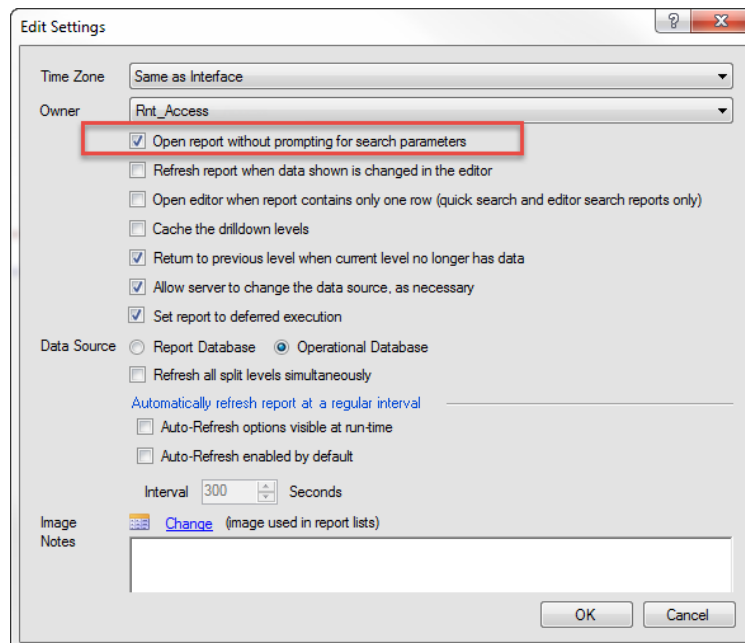 Edit Settings
Time Zone Same as Interface
Owner Rnt_Access
Open report without prompting for search parameters
Refresh report when data shown is changed in the editor
Open editor when report contains only one row (quick search and editor search reports only)
Cache the drilldown levels
Return to previous level when current level no longer has data
Allow server to change the data source, as necessary
Set report to deferred execution
Data Source Report Database Operational Database
Refresh all split levels simultaneously
Automatically refresh report at a regular interval
Auto-Refresh options visible at run-time
Auto-Refresh enabled by default
Interval 300 Seconds
Image Change (image used in report lists)
Notes
OK Cancel